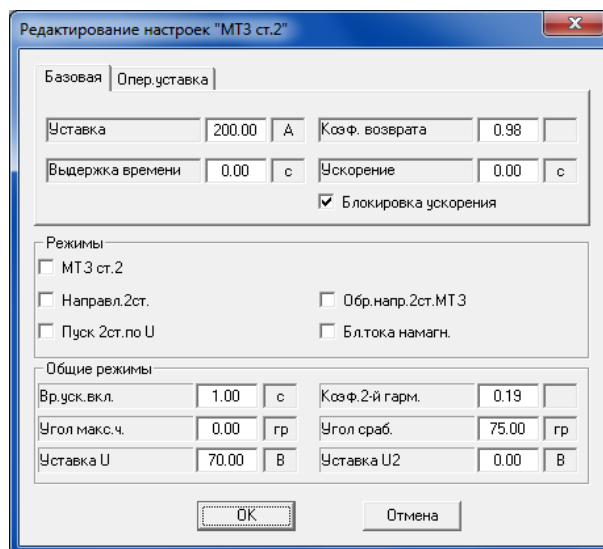 Редактирование настроек "МТЗ ст.2"
Базовая Опер.уставка
Уставка 200.00 А Коэф. возврата 0.98
Выдержка времени 0.00 с Ускорение 0.00 с
Блокировка ускорения
Режимы
МТЗ ст.2
Направл.2ст. Обр.напр.2ст.МТЗ
Пуск 2ст.по U Бл.тока намагн.
Общие режимы
Вр.уск.вкл. 1.00 с Коэф.2-й гарм. 0.19
Угол макс.ч. 0.00 гр Угол сраб. 75.00 гр
Уставка U 70.00 В Уставка U2 0.00 В
OK Отмена